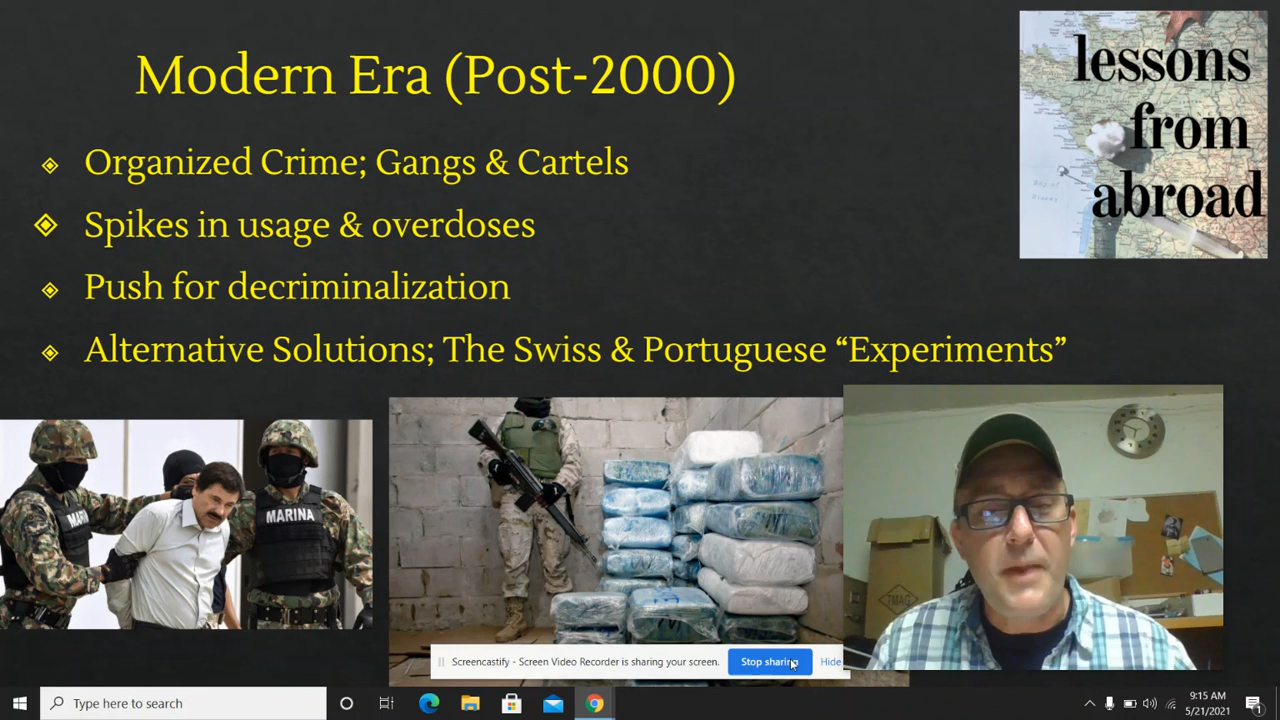 Modern Era (Post-2000)
lessons
from
abroad
Organized Crime; Gangs & Cartels
Spikes in usage & overdoses
Push for decriminalization
Alternative Solutions; The Swiss & Portuguese “Experiments”
MARINA
Screencastify - Screen Video Recorder is sharing your screen.
Stop sharing
Hide
Type here to search
9:15 AM
5/21/2021
1